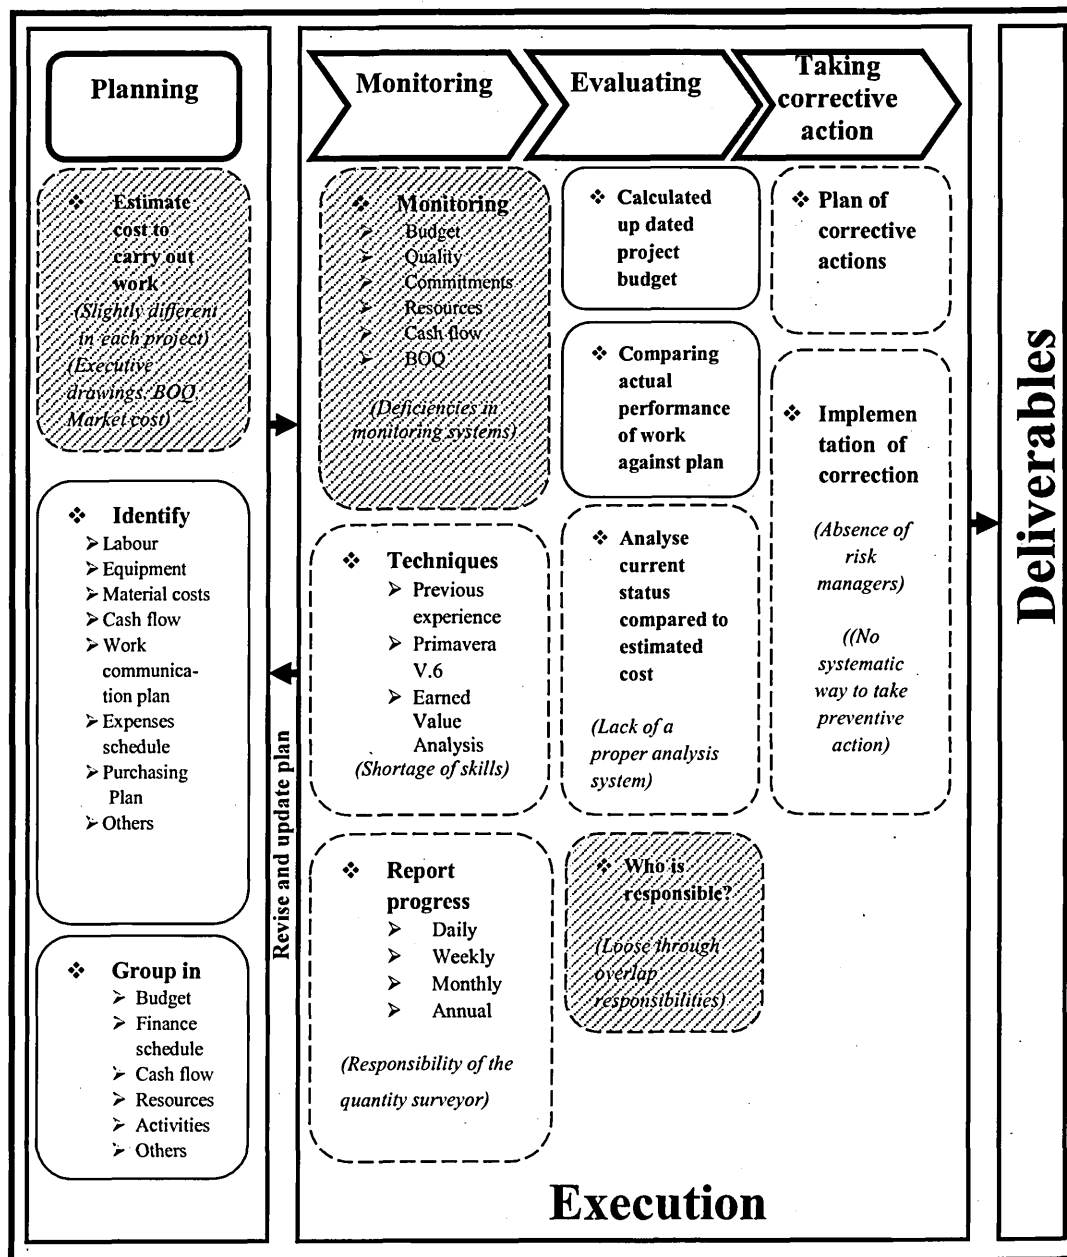 Planning
❖ Estimate
cost to
carry out
work
(Slightly different
in each project)
(Executive
drawings, BOQ,
Market cost)
❖ Identify
➢ Labour
➢ Equipment
➢ Material costs
➢ Cash flow
➢ Work
communica-
tion plan
➢ Expenses
schedule
➢ Purchasing
Plan
➢ Others
❖ Group in
➢ Budget
➢ Finance
schedule
➢ Cash flow
➢ Resources
➢ Activities
➢ Others
Revise and update plan
Monitoring
❖ Monitoring
➢ Budget
➢ Quality
➢ Commitments
➢ Resources
➢ Cash flow
➢ BOQ
(Deficiencies in
monitoring systems)
❖ Techniques
➢ Previous
experience
➢ Primavera
V.6
➢ Earned
Value
Analysis
(Shortage of skills)
❖ Report
progress
➢ Daily
➢ Weekly
➢ Monthly
➢ Annual
(Responsibility of the
quantity surveyor)
Evaluating
❖ Calculated
up dated
project
budget
❖ Comparing
actual
performance
of work
against plan
❖ Analyse
current
status
compared to
estimated
cost
(Lack of a
proper analysis
system)
❖ Who is
responsible?
(Loose through
overlap
responsibilities)
Taking
corrective
action
❖ Plan of
corrective
actions
❖ Implemen
tation of
correction
(Absence of
risk
managers)
((No
systematic
way to take
preventive
action)
Execution
Deliverables